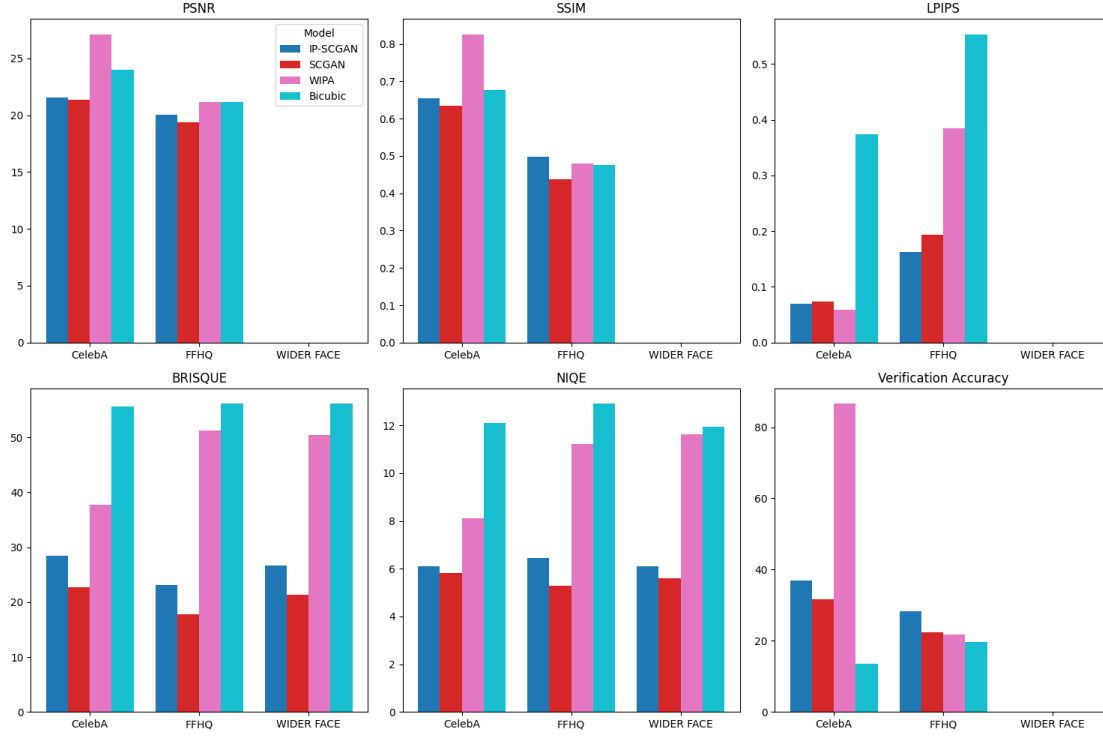 PSNR
25
20
15
10
5
0
CelebA
FFHQ
WIDER FACE
Model
IP-SCGAN
SCGAN
WIPA
Bicubic
SSIM
0.8
0.7
0.6
0.5
0.4
0.3
0.2
0.1
0.0
CelebA
FFHQ
WIDER FACE
LPIPS
0.5
0.4
0.3
0.2
0.1
0.0
CelebA
FFHQ
WIDER FACE
BRISQUE
50
40
30
20
10
0
CelebA
FFHQ
WIDER FACE
NIQE
12
10
8
6
4
2
0
CelebA
FFHQ
WIDER FACE
Verification Accuracy
80
60
40
20
0
CelebA
FFHQ
WIDER FACE